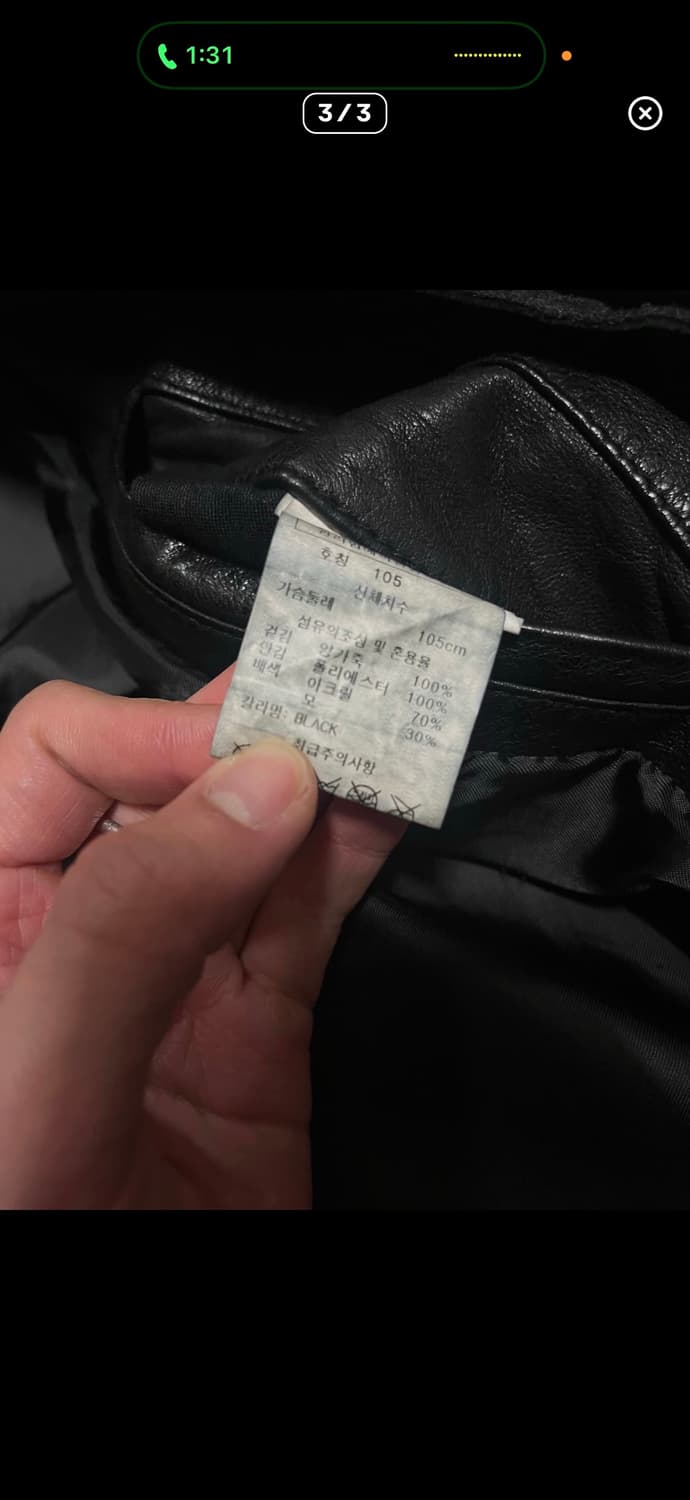 1:31
3/3
호칭 105
신체치수
가슴둘레 105cm
섬유의조성 및 혼용율
겉감 양가죽 100%
안감 폴리에스터 100%
배색 아크릴 70%
모 30%
칼라명: BLACK
취급주의사항